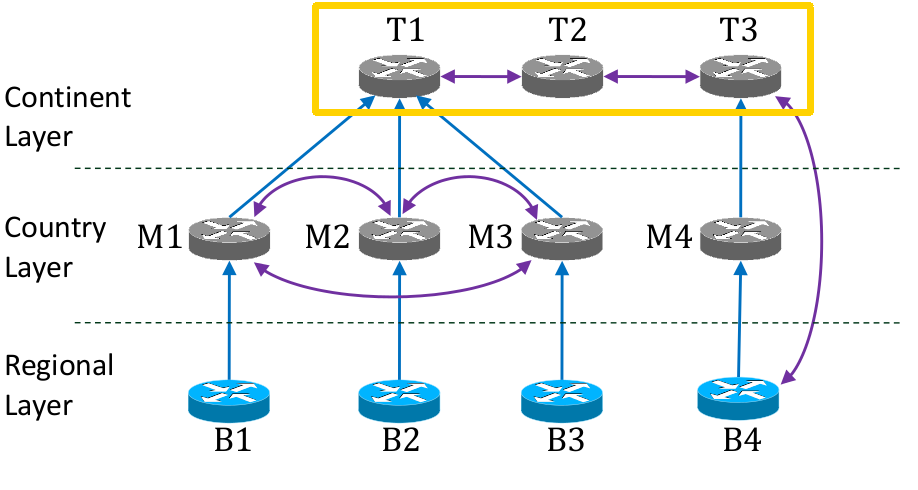 T1 T2 T3
Continent
Layer
Country
Layer
M1 M2 M3 M4
Regional
Layer
B1 B2 B3 B4